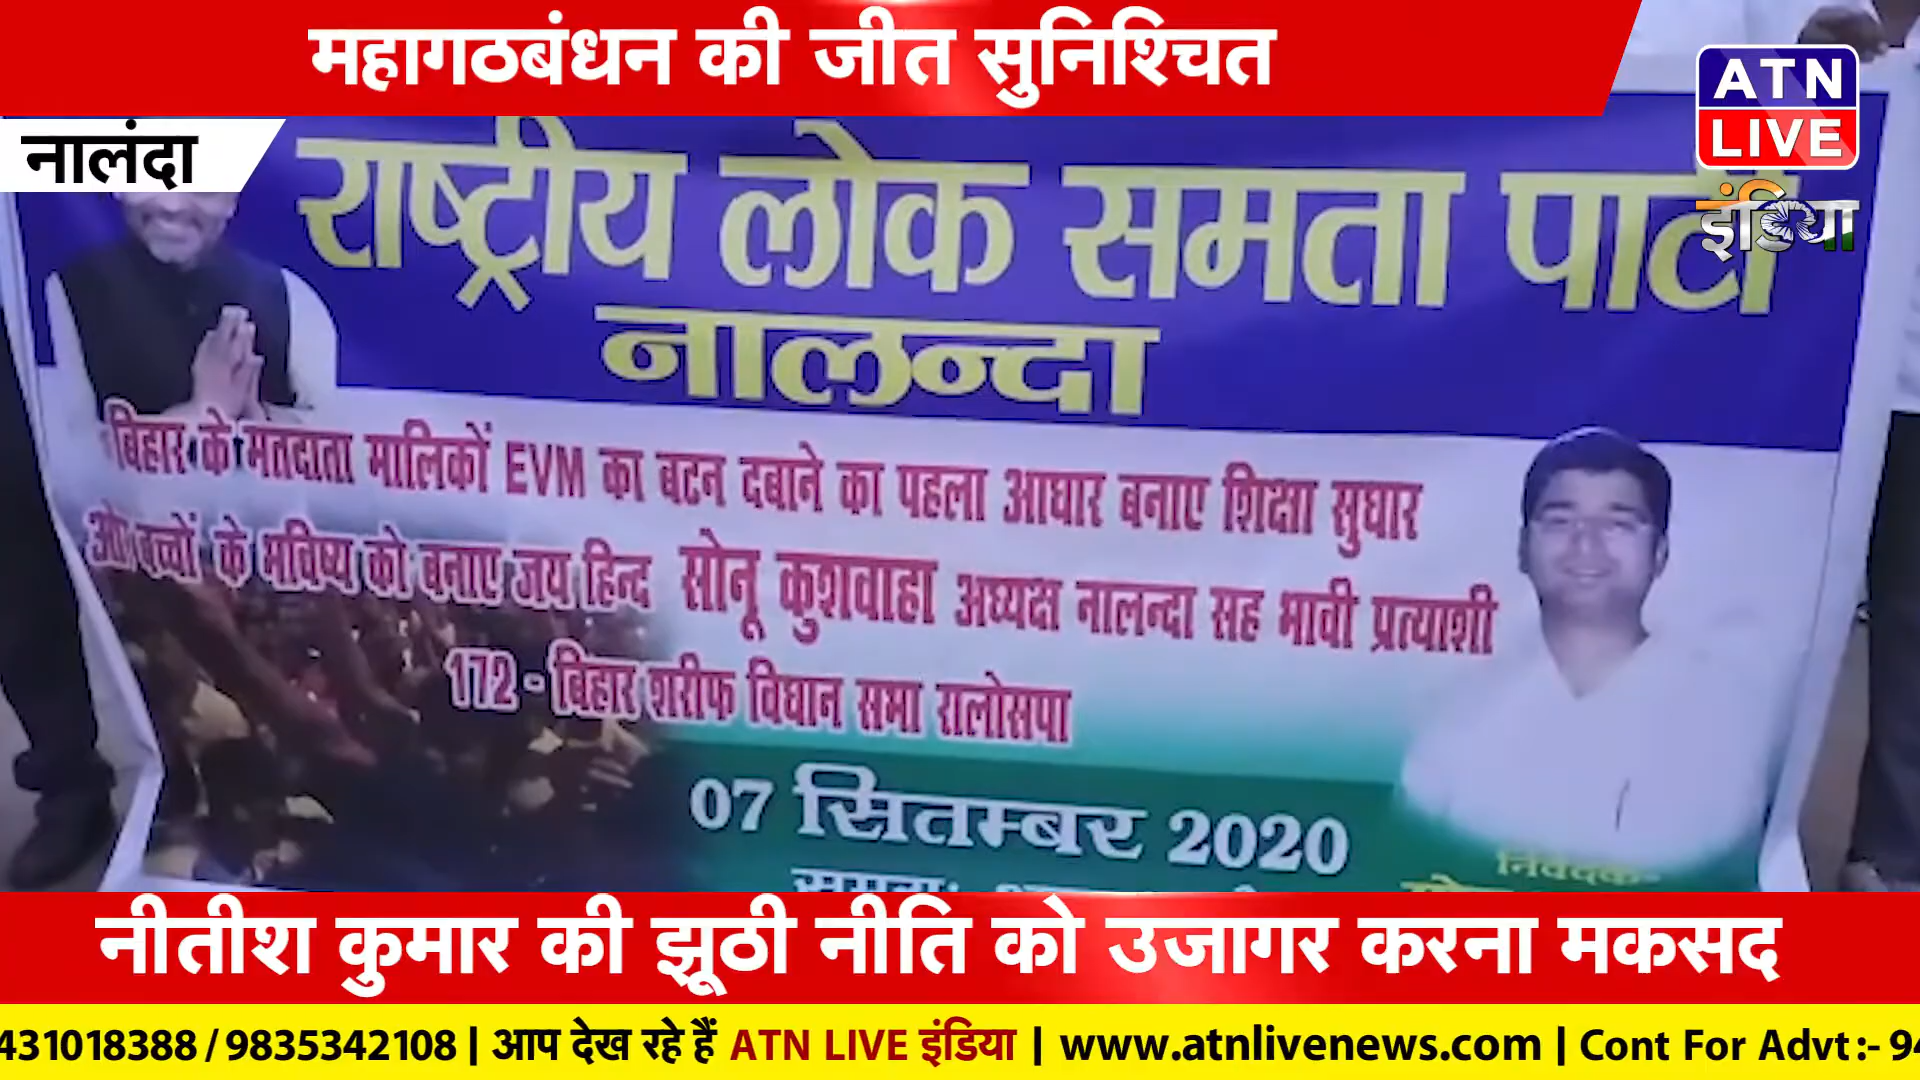 महागठबंधन की जीत सुनिश्चित
ATN
LIVE
इंडिया
नालंदा
राष्ट्रीय लोक समता पार्टी
नालन्दा
बिहार के मतदाता मालिकों EVM का बटन दबाने का पहला आधार बनाए शिक्षा सुधार
ओर बच्चों के भविष्य को बनाए जय हिन्द सोनू कुशवाहा अध्यक्ष नालन्दा सह भावी प्रत्याशी
172 - बिहार शरीफ विधान सभा रालोसपा
07 सितम्बर 2020
निवेदक-
नीतीश कुमार की झूठी नीति को उजागर करना मकसद
431018388 / 9835342108 | आप देख रहे हैं ATN LIVE इंडिया | www.atnlivenews.com | Cont For Advt :- 94